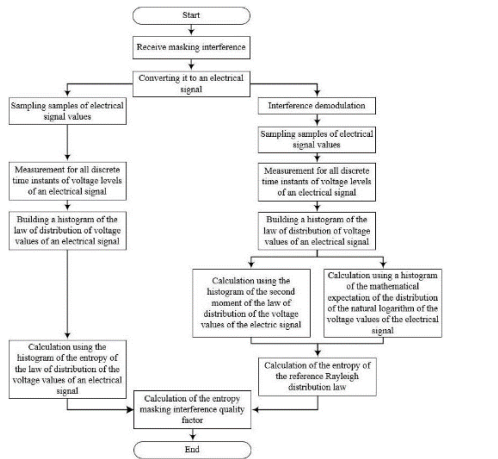 Start
Receive masking interference
Converting it to an electrical
signal
Sampling samples of electrical
signal values
Interference demodulation
Sampling samples of electrical
signal values
Measurement for all discrete
time instants of voltage levels
of an electrical signal
Measurement for all discrete
time instants of voltage levels
of an electrical signal
Building a histogram of the
law of distribution of voltage
values of an electrical signal
Building a histogram of the
law of distribution of voltage
values of an electrical signal
Calculation using the
histogram of the second
moment of the law of
distribution of the voltage
values of the electric signal
Calculation using a histogram
of the mathematical
expectation of the distribution
of the natural logarithm of the
voltage values of the electrical
signal
Calculation using the
histogram of the entropy of
the law of distribution of the
voltage values of an electrical
signal
Calculation of the entropy of
the reference Rayleigh
distribution law
Calculation of the entropy
masking interference quality
factor
End